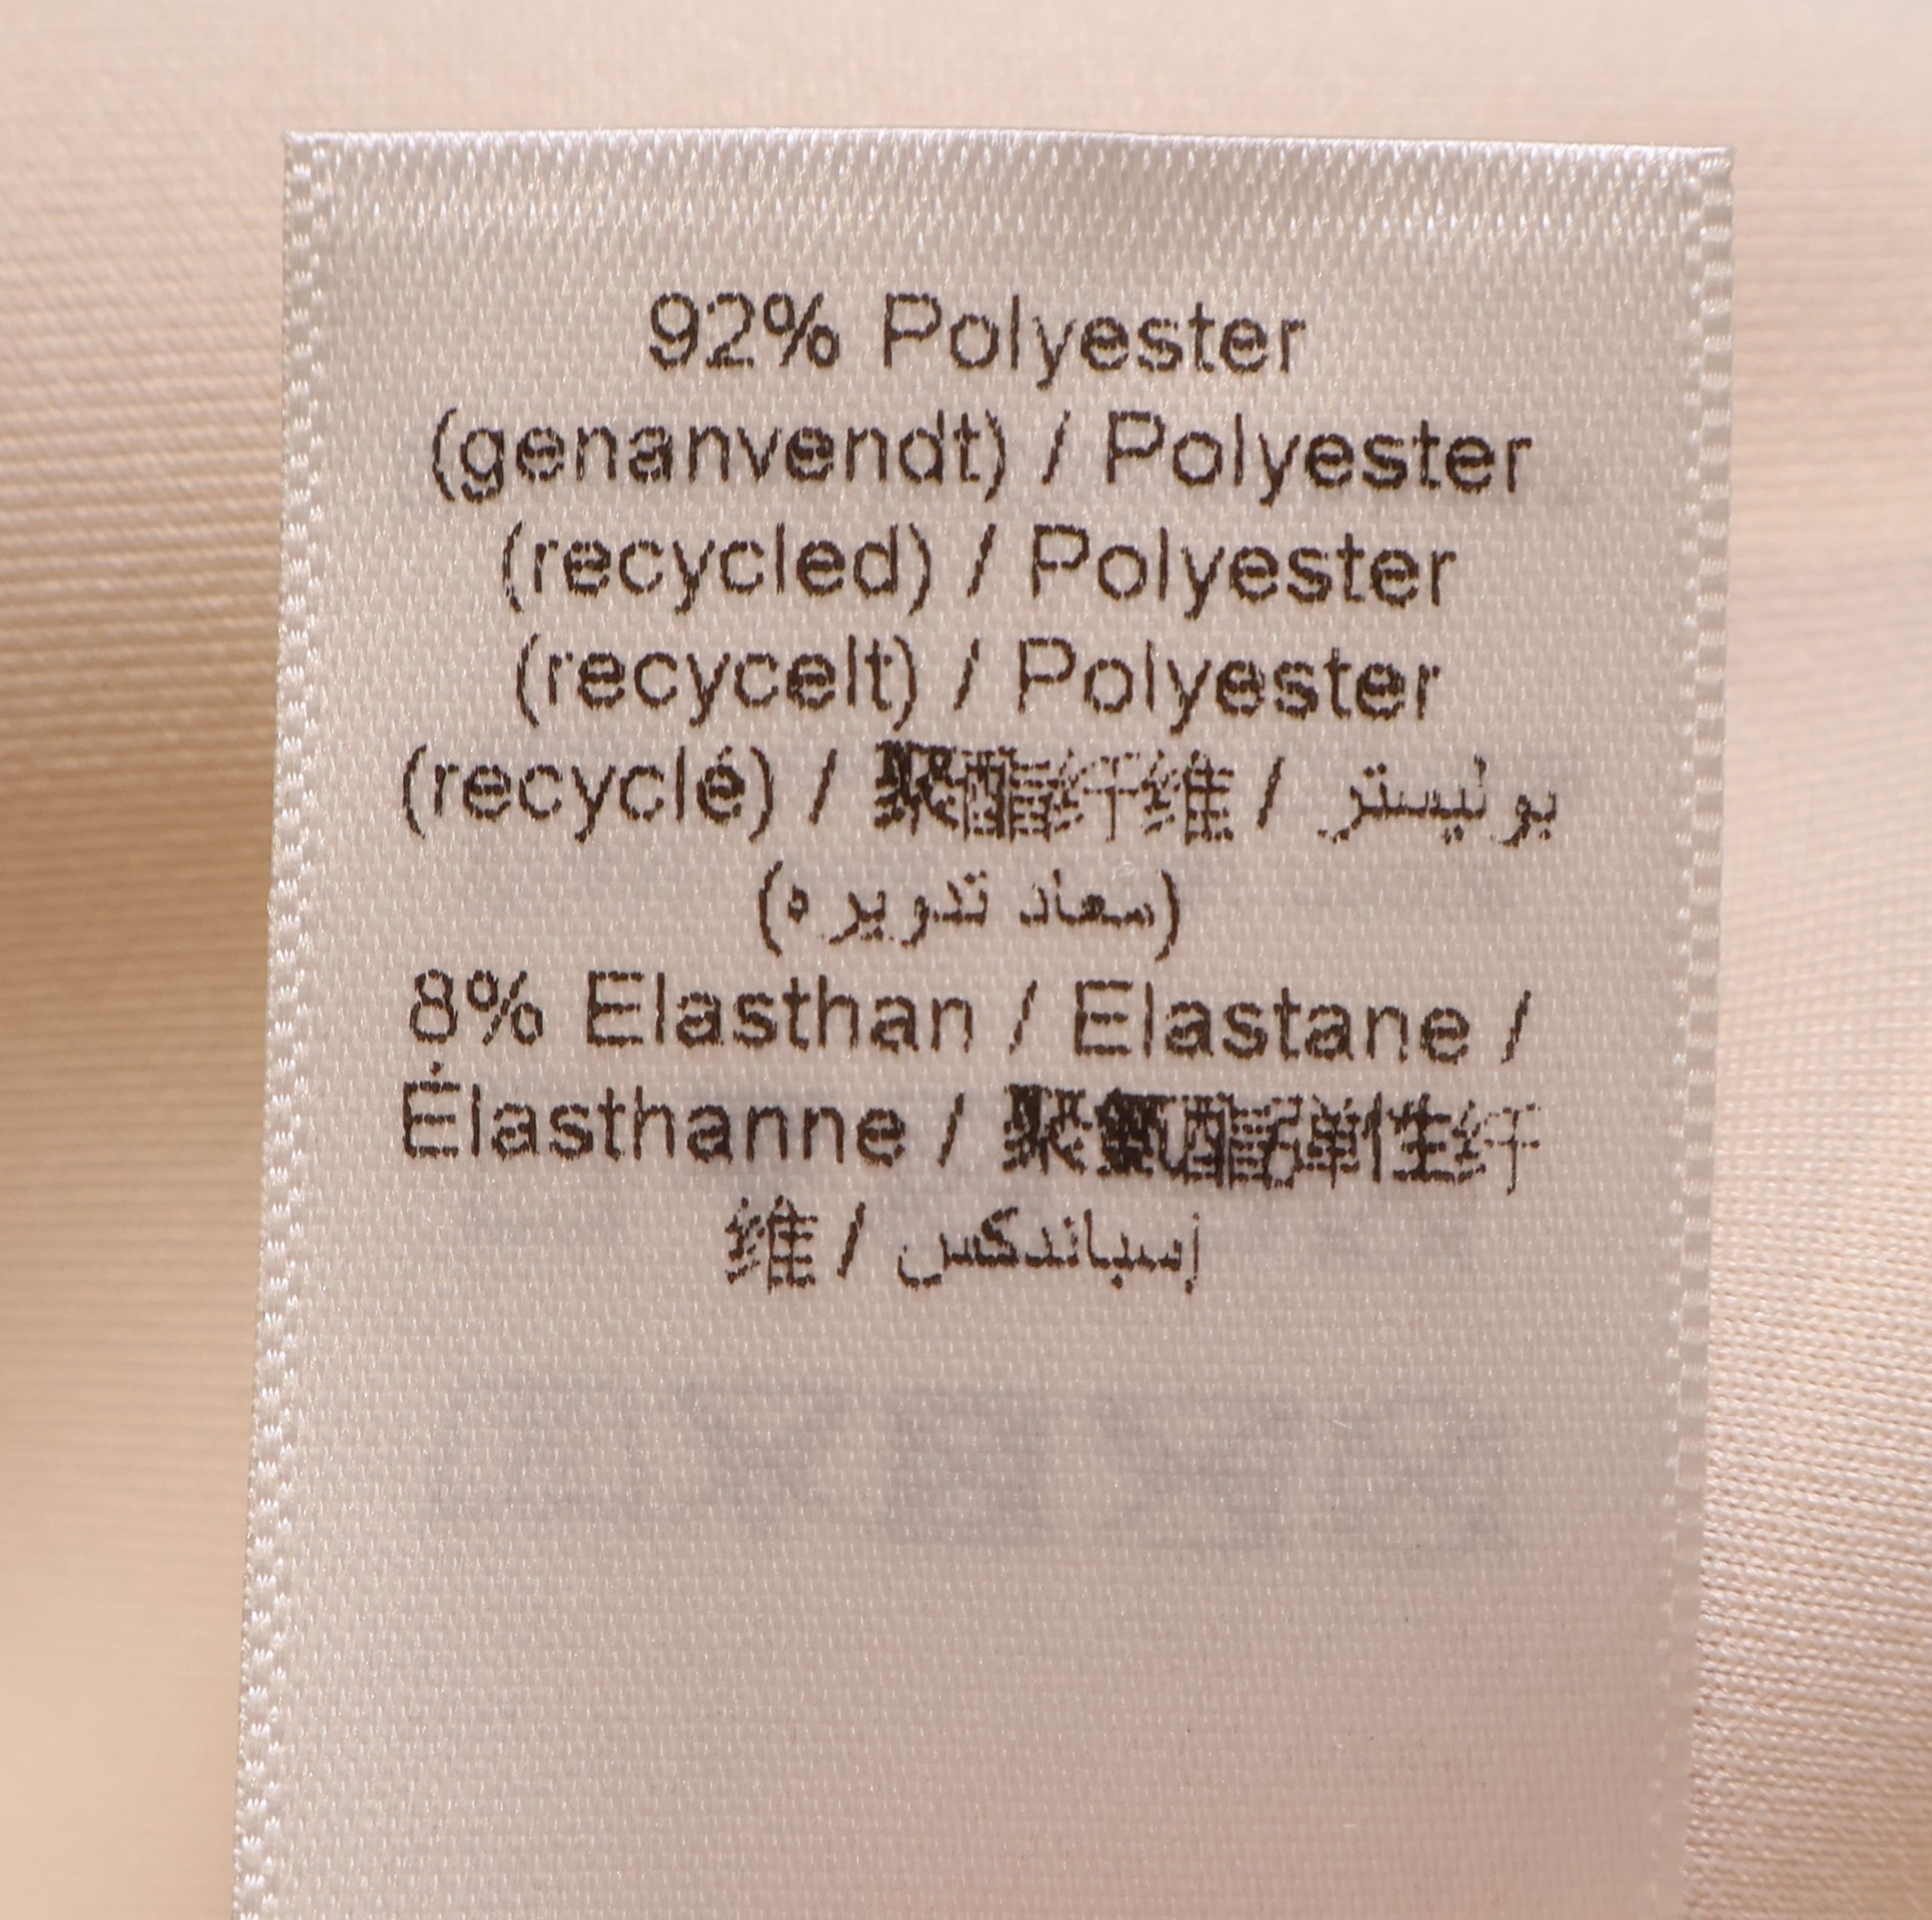 92% Polyester
(genanvendt) / Polyester
(recycled) / Polyester
(recycelt) / Polyester
(recyclé) / 聚酯纤维 / بوليستر
(معاد تدويره)
8% Elasthan / Elastane /
Élasthanne / 聚氨酯弹性纤
维 / إسباندكس